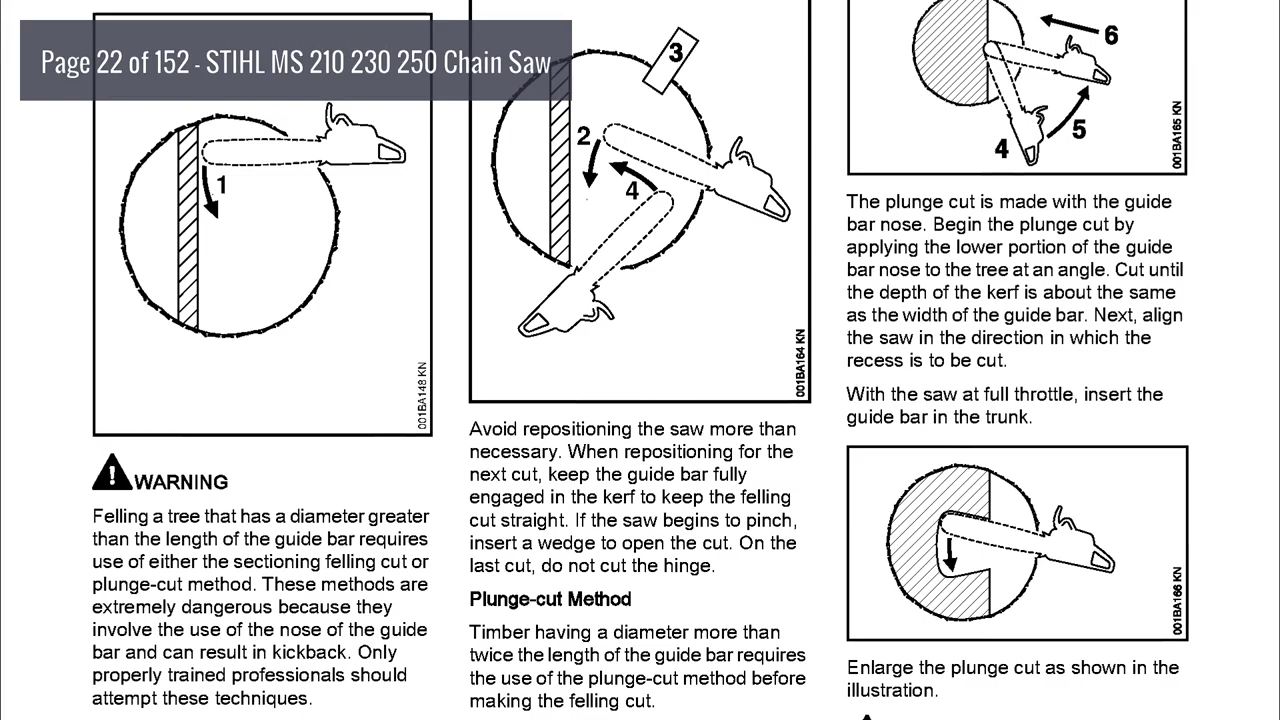 Page 22 of 152 - STIHL MS 210 230 250 Chain Saw
1
001BA148 KN
WARNING
Felling a tree that has a diameter greater
than the length of the guide bar requires
use of either the sectioning felling cut or
plunge-cut method. These methods are
extremely dangerous because they
involve the use of the nose of the guide
bar and can result in kickback. Only
properly trained professionals should
attempt these techniques.
3
2
4
001BA164 KN
Avoid repositioning the saw more than
necessary. When repositioning for the
next cut, keep the guide bar fully
engaged in the kerf to keep the felling
cut straight. If the saw begins to pinch,
insert a wedge to open the cut. On the
last cut, do not cut the hinge.
Plunge-cut Method
Timber having a diameter more than
twice the length of the guide bar requires
the use of the plunge-cut method before
making the felling cut.
6
5
4
001BA165 KN
The plunge cut is made with the guide
bar nose. Begin the plunge cut by
applying the lower portion of the guide
bar nose to the tree at an angle. Cut until
the depth of the kerf is about the same
as the width of the guide bar. Next, align
the saw in the direction in which the
recess is to be cut.
With the saw at full throttle, insert the
guide bar in the trunk.
001BA166 KN
Enlarge the plunge cut as shown in the
illustration.